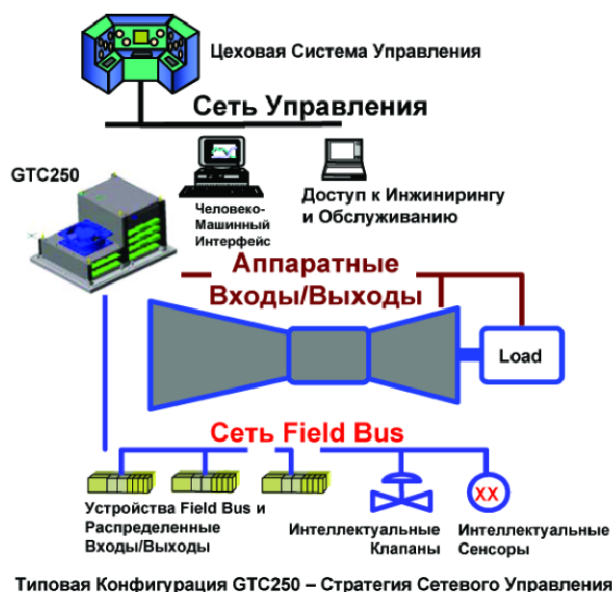 Цеховая Система Управления
Сеть Управления
GTC250
Человеко-
Машинный
Интерфейс
Доступ к Инжинирингу
и Обслуживанию
Аппаратные
Входы/Выходы
Load
Сеть Field Bus
XX
Устройства Field Bus и
Распределенные
Входы/Выходы
Интеллектуальные
Клапаны
Интеллектуальные
Сенсоры
Типовая Конфигурация GTC250 – Стратегия Сетевого Управления